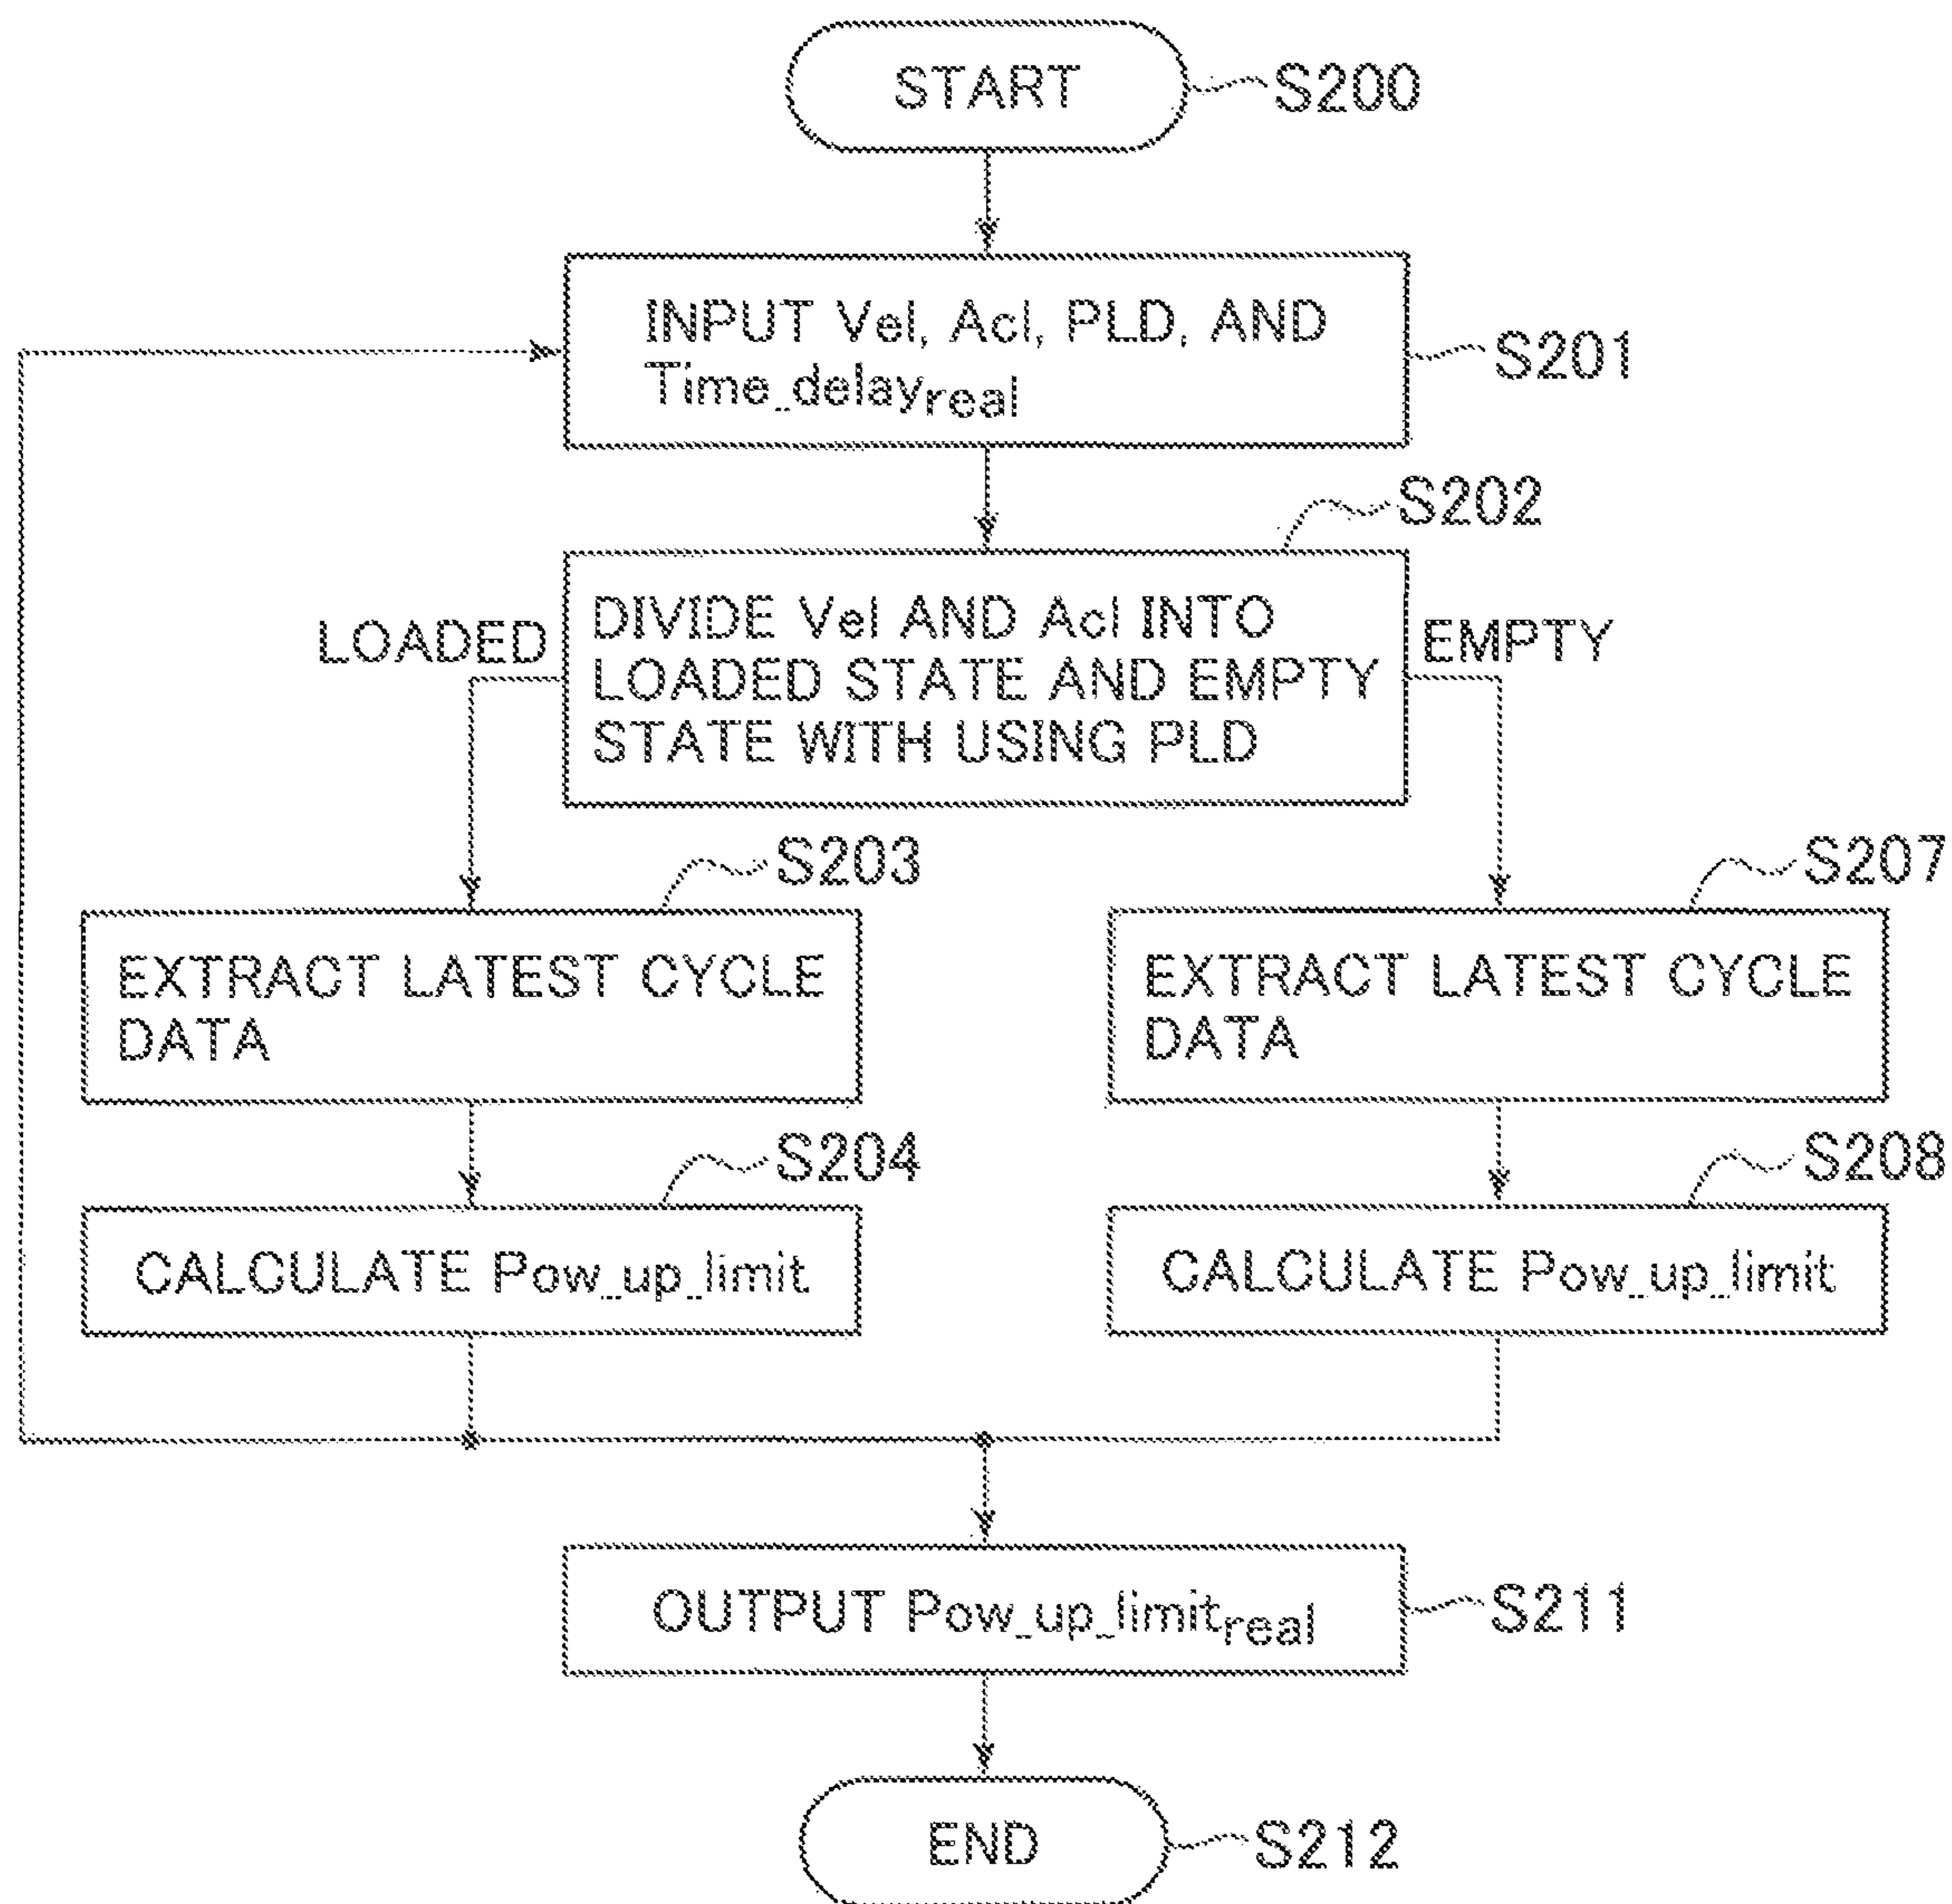 START
S200
INPUT Vel, Acl, PLD, AND
Time_delayreal
S201
S202
LOADED
DIVIDE Vel AND Acl INTO
LOADED STATE AND EMPTY
STATE WITH USING PLD
EMPTY
S203
S207
EXTRACT LATEST CYCLE
DATA
EXTRACT LATEST CYCLE
DATA
S204
S208
CALCULATE Pow_up_limit
CALCULATE Pow_up_limit
OUTPUT Pow_up_limitreal
S211
END
S212